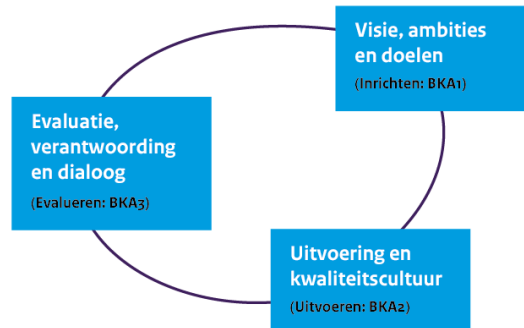 Visie, ambities
en doelen
(Inrichten: BKA1)
Evaluatie,
verantwoording
en dialoog
(Evalueren: BKA3)
Uitvoering en
kwaliteitscultuur
(Uitvoeren: BKA2)